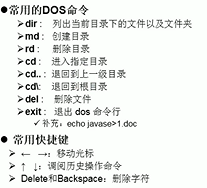 常用的DOS命令
dir : 列出当前目录下的文件以及文件夹
md : 创建目录
rd : 删除目录
cd : 进入指定目录
cd.. : 退回到上一级目录
cd\ : 退回到根目录
del : 删除文件
exit : 退出 dos 命令行
补充：echo javase>1.doc
常用快捷键
← →：移动光标
↑ ↓：调阅历史操作命令
Delete和Backspace：删除字符